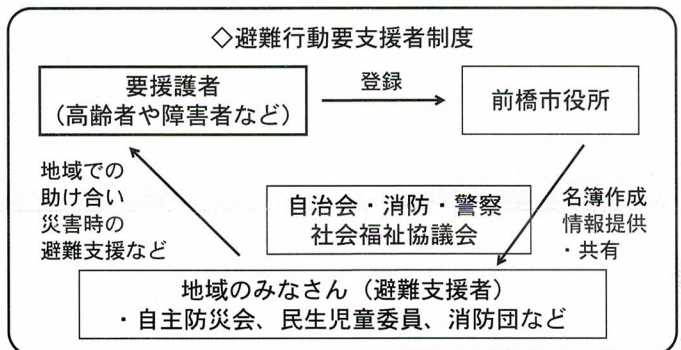 ◇避難行動要支援者制度
要援護者
(高齢者や障害者など)
登録
前橋市役所
地域での
助け合い
災害時の
避難支援など
自治会・消防・警察
社会福祉協議会
名簿作成
情報提供
・共有
地域のみなさん(避難支援者)
・自主防災会、民生児童委員、消防団など